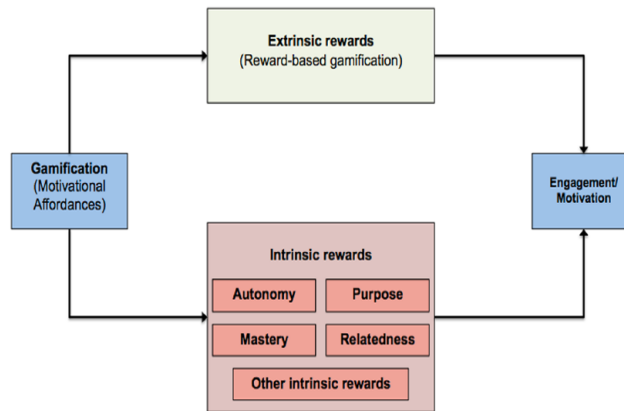 Extrinsic rewards
(Reward-based gamification)
Gamification
(Motivational
Affordances)
Engagement/
Motivation
Intrinsic rewards
Autonomy
Purpose
Mastery
Relatedness
Other intrinsic rewards